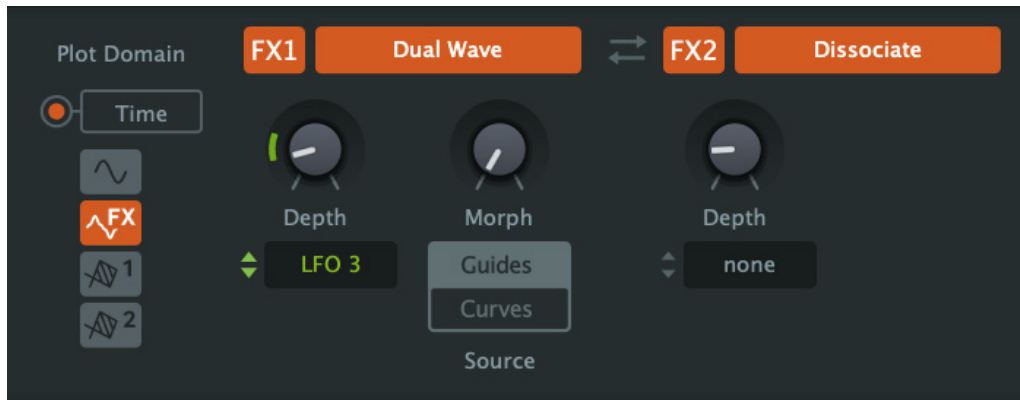 Plot Domain
FX1
Dual Wave
FX2
Dissociate
Time
FX
1
2
Depth
Morph
Depth
LFO 3
Guides
Curves
none
Source